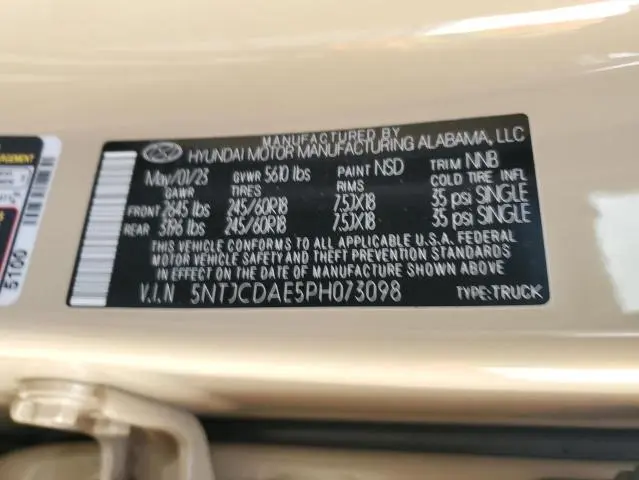 MANUFACTURED BY
HYUNDAI MOTOR MANUFACTURING ALABAMA, LLC
May/01/23 GVWR 5610 lbs PAINT NSD TRIM NNB
GAWR TIRES RIMS COLD TIRE INFL
FRONT 2645 lbs 245/60R18 7.5JX18 35 psi SINGLE
REAR 3196 lbs 245/60R18 7.5JX18 35 psi SINGLE
THIS VEHICLE CONFORMS TO ALL APPLICABLE U.S.A. FEDERAL
MOTOR VEHICLE SAFETY AND THEFT PREVENTION STANDARDS
IN EFFECT ON THE DATE OF MANUFACTURE SHOWN ABOVE
V.I.N 5NTJCDAE5PH073098 TYPE:TRUCK
5100